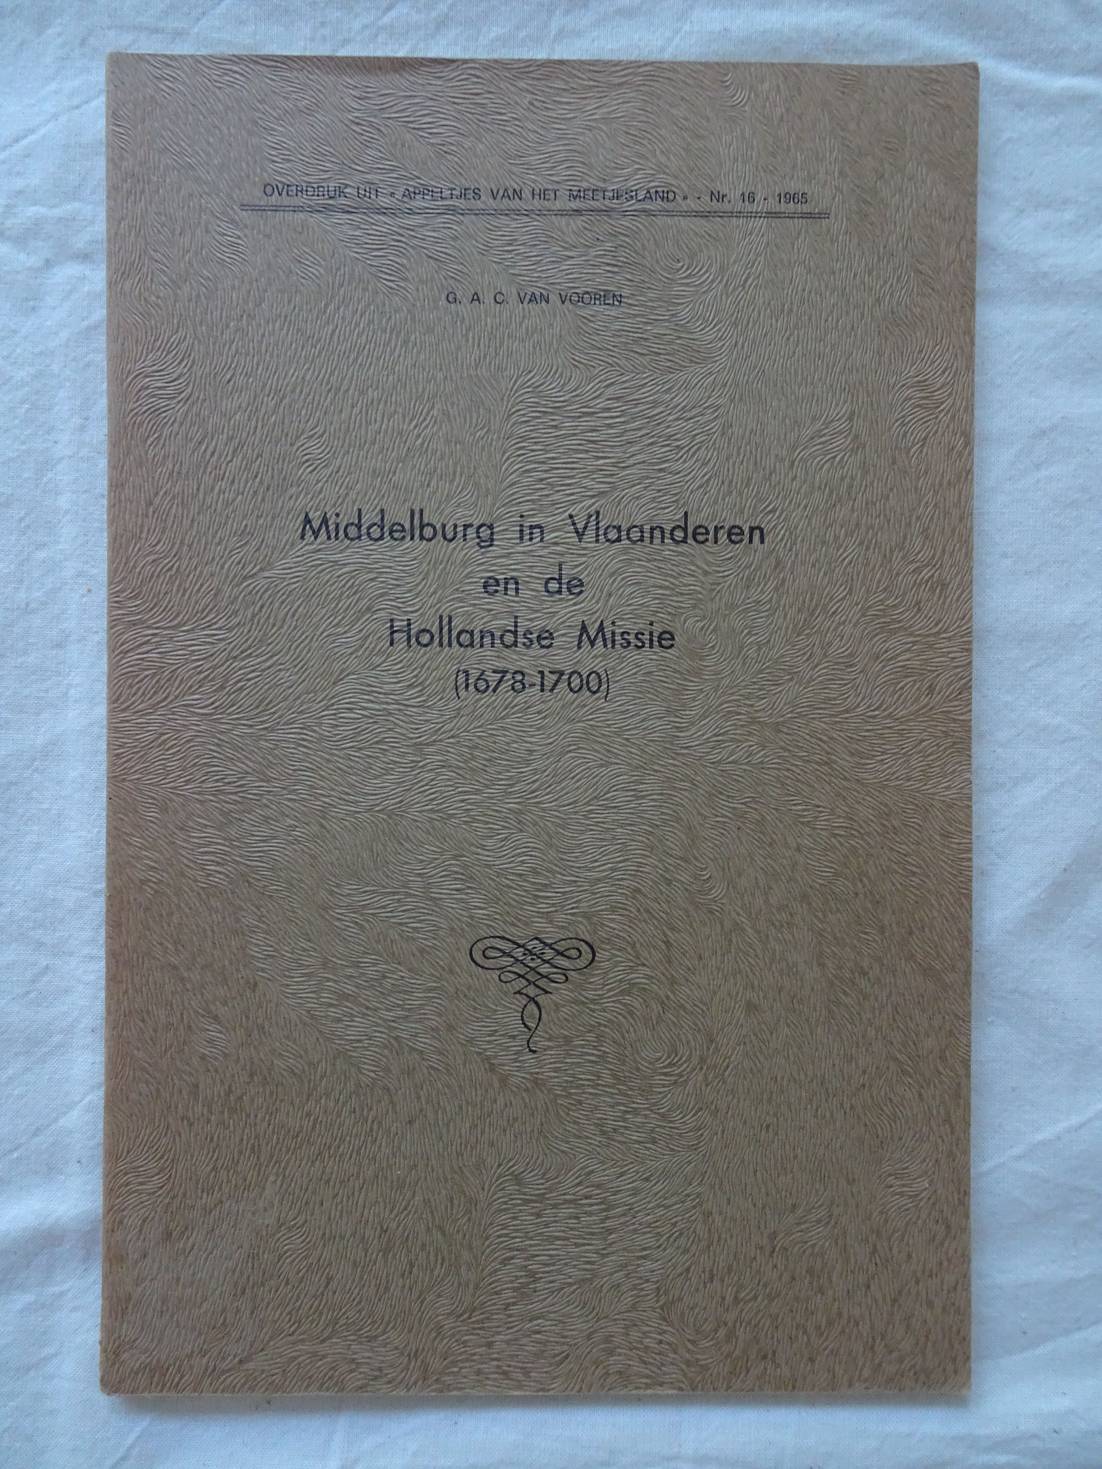 OVERDRUK UIT « APPELTJES VAN HET MEETJESLAND » - Nr. 16 - 1965
G. A. C. VAN VOOREN
Middelburg in Vlaanderen
en de
Hollandse Missie
(1678-1700)